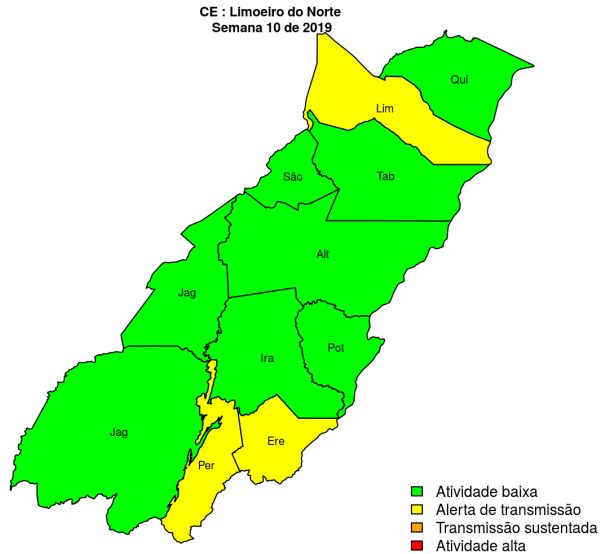 CE : Limoeiro do Norte
Semana 10 de 2019
Qui
Lim
São
Tab
Alt
Jag
Ira
Pot
Jag
Ere
Per
Atividade baixa
Alerta de transmissão
Transmissão sustentada
Atividade alta